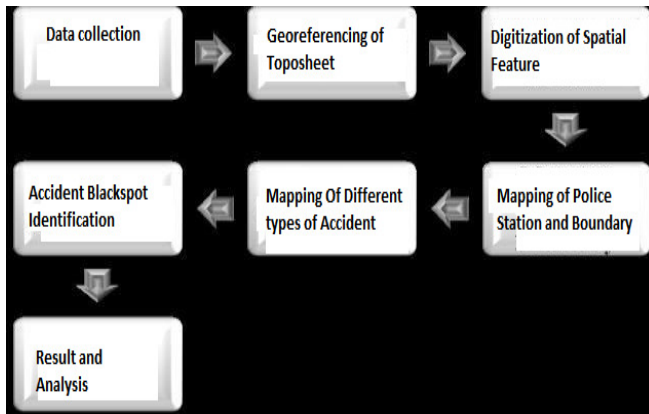 Data collection
Georeferencing of
Toposheet
Digitization of Spatial
Feature
Mapping of Police
Station and Boundary
Mapping Of Different
types of Accident
Accident Blackspot
Identification
Result and
Analysis